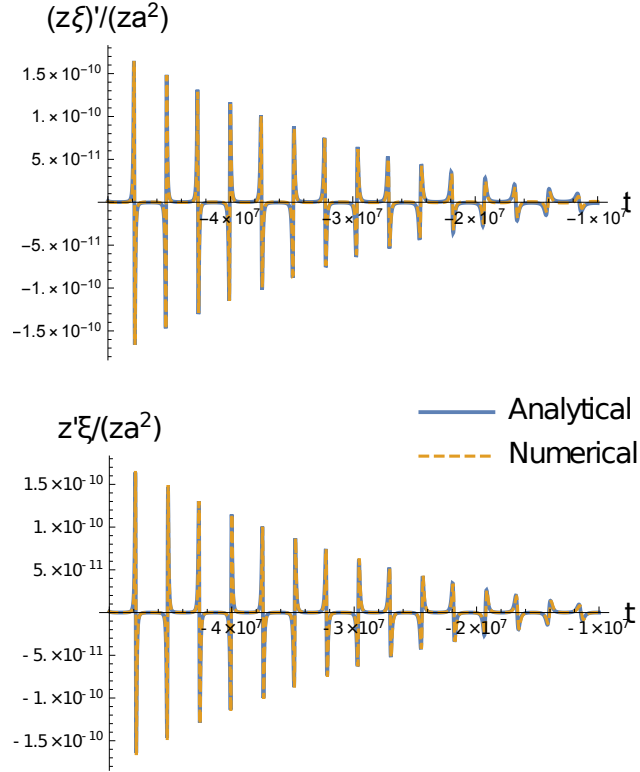 (zξ)'/(za²)
1.5×10⁻¹⁰
1.×10⁻¹⁰
5.×10⁻¹¹
−4×10⁷ −3×10⁷ −2×10⁷ −1×10⁷ t
−5.×10⁻¹¹
−1.×10⁻¹⁰
−1.5×10⁻¹⁰
Analytical
Numerical
z'ξ/(za²)
1.5×10⁻¹⁰
1.×10⁻¹⁰
5.×10⁻¹¹
-4×10⁷ -3×10⁷ -2×10⁷ -1×10⁷ t
-5.×10⁻¹¹
-1.×10⁻¹⁰
-1.5×10⁻¹⁰